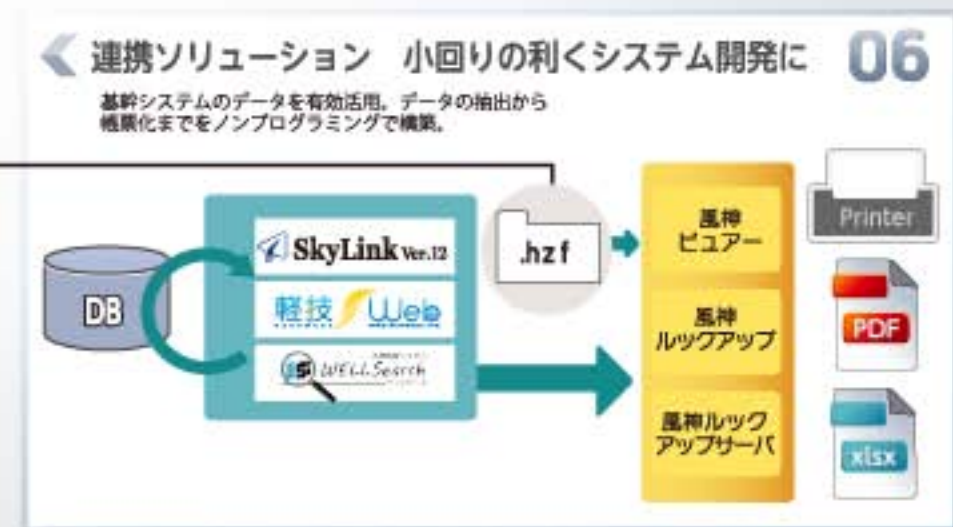 連携ソリューション 小回りの利くシステム開発に 06
基幹システムのデータを有効活用。データの抽出から
帳票化までをノンプログラミングで構築。
DB
SkyLink Ver.12
軽技 Web
WELLSearch
.hzf
風神
ビュアー
風神
ルックアップ
風神ルック
アップサーバ
Printer
PDF
xlsx